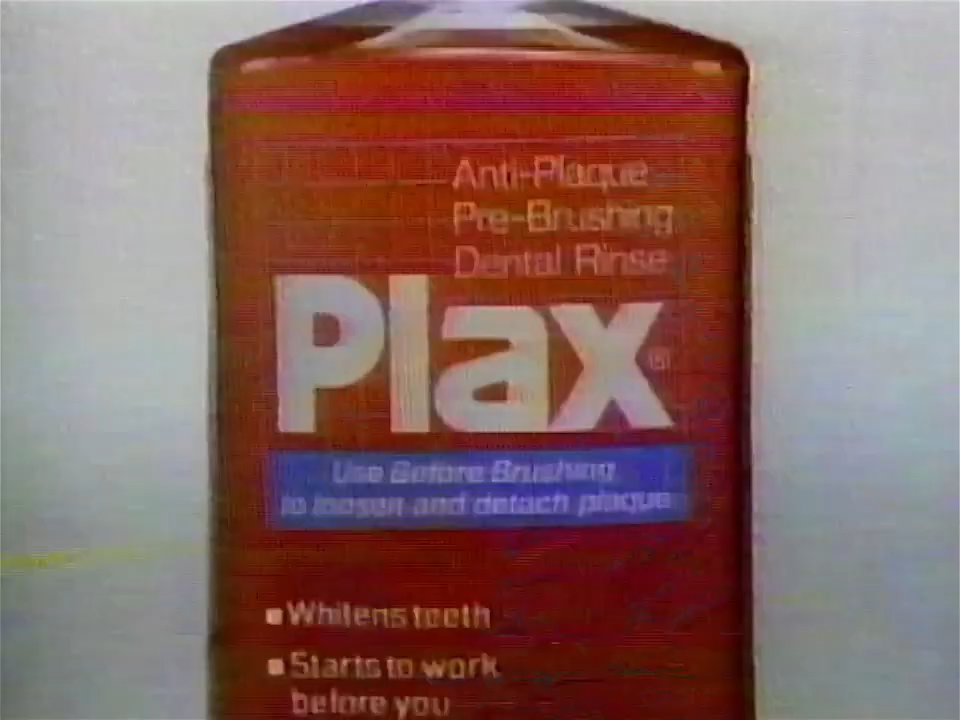 Anti-Plaque
Pre-Brushing
Dental Rinse
Plax®
Use Before Brushing
to loosen and detach plaque
▪ Whitens teeth
▪ Starts to work
before you